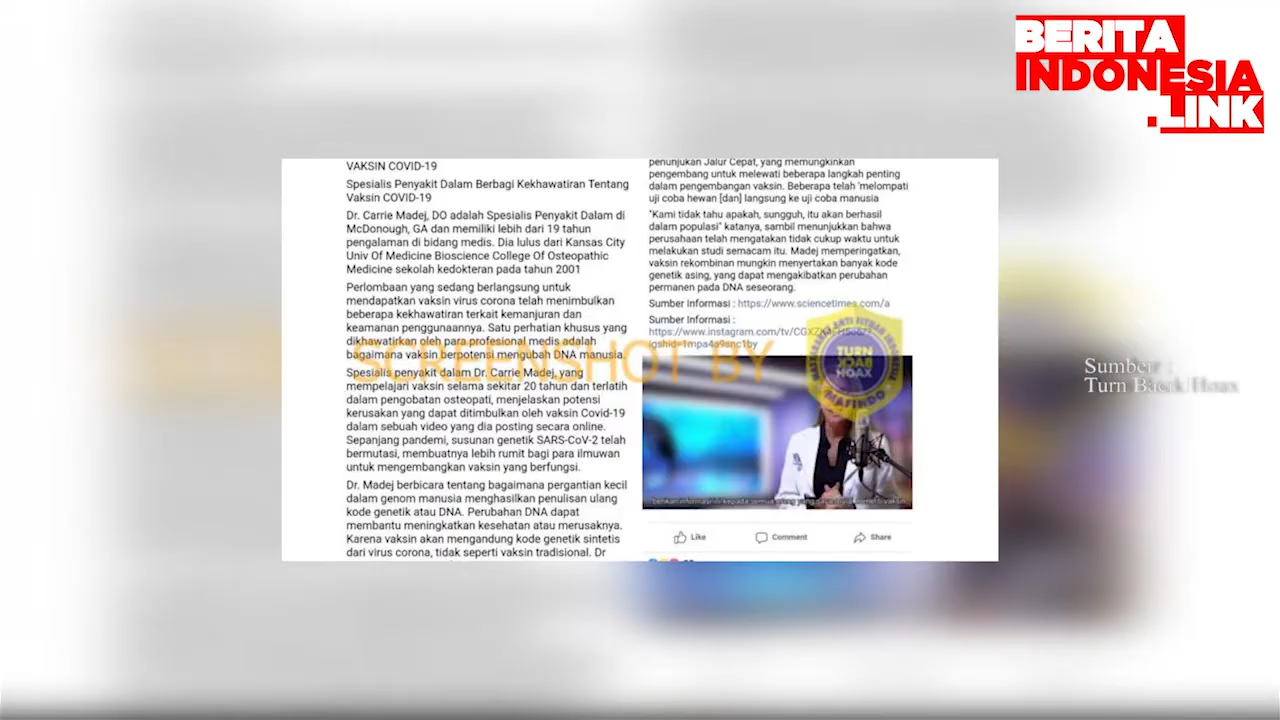 BERITA
INDONESIA
.LINK
VAKSIN COVID-19
Spesialis Penyakit Dalam Berbagi Kekhawatiran Tentang
Vaksin COVID-19
Dr. Carrie Madej, DO adalah Spesialis Penyakit Dalam di
McDonough, GA dan memiliki lebih dari 19 tahun
pengalaman di bidang medis. Dia lulus dari Kansas City
Univ Of Medicine Bioscience College Of Osteopathic
Medicine sekolah kedokteran pada tahun 2001
Perlombaan yang sedang berlangsung untuk
mendapatkan vaksin virus corona telah menimbulkan
beberapa kekhawatiran terkait kemanjuran dan
keamanan penggunaannya. Satu perhatian khusus yang
dikhawatirkan oleh para profesional medis adalah
bagaimana vaksin berpotensi mengubah DNA manusia.
Spesialis penyakit dalam Dr. Carrie Madej, yang
mempelajari vaksin selama sekitar 20 tahun dan terlatih
dalam pengobatan osteopati, menjelaskan potensi
kerusakan yang dapat ditimbulkan oleh vaksin Covid-19
dalam sebuah video yang dia posting secara online.
Sepanjang pandemi, susunan genetik SARS-CoV-2 telah
bermutasi, membuatnya lebih rumit bagi para ilmuwan
untuk mengembangkan vaksin yang berfungsi.
Dr. Madej berbicara tentang bagaimana pergantian kecil
dalam genom manusia menghasilkan penulisan ulang
kode genetik atau DNA. Perubahan DNA dapat
membantu meningkatkan kesehatan atau merusaknya.
Karena vaksin akan mengandung kode genetik sintetis
dari virus corona, tidak seperti vaksin tradisional. Dr
penunjukan Jalur Cepat, yang memungkinkan
pengembang untuk melewati beberapa langkah penting
dalam pengembangan vaksin. Beberapa telah 'melompati
uji coba hewan [dan] langsung ke uji coba manusia
"Kami tidak tahu apakah, sungguh, itu akan berhasil
dalam populasi" katanya, sambil menunjukkan bahwa
perusahaan telah mengatakan tidak cukup waktu untuk
melakukan studi semacam itu. Madej memperingatkan,
vaksin rekombinan mungkin menyertakan banyak kode
genetik asing, yang dapat mengakibatkan perubahan
permanen pada DNA seseorang.
Sumber Informasi : https://www.sciencetimes.com/a
Sumber Informasi :
https://www.instagram.com/tv/
igshid=1mpa4a9snc1by
SCREENSHOT BY
TURN
BACK
HOAX
MAFINDO
Like
Comment
Share
Sumber :
Turn Back Hoax